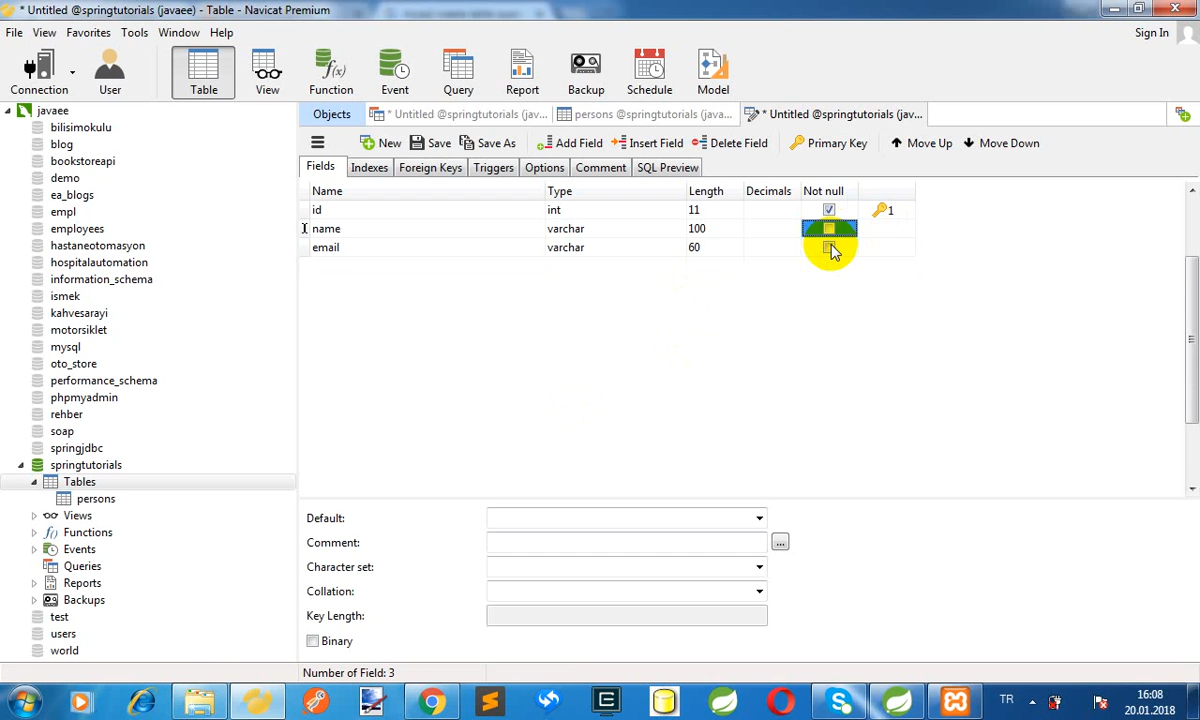 * Untitled @springtutorials (javaee) - Table - Navicat Premium
File View Favorites Tools Window Help
Sign In
Connection User Table View Function Event Query Report Backup Schedule Model
javaee
bilisimokulu
blog
bookstoreapi
demo
ea_blogs
empl
employees
hastaneotomasyon
hospitalautomation
information_schema
ismek
kahvesarayi
motorsiklet
mysql
oto_store
performance_schema
phpmyadmin
rehber
soap
springjdbc
springtutorials
Tables
persons
Views
Functions
Events
Queries
Reports
Backups
test
users
world
Objects * Untitled @springtutorials (jav... persons @springtutorials (javaee,... * Untitled @springtutorials (javaee,...
New Save Save As Add Field Insert Field Delete Field Primary Key Move Up Move Down
Fields Indexes Foreign Keys Triggers Options Comment SQL Preview
Name Type Length Decimals Not null
id int 11 1
name varchar 100
email varchar 60
Default:
Comment:
...
Character set:
Collation:
Key Length:
Binary
Number of Field: 3
TR
16:08
20.01.2018